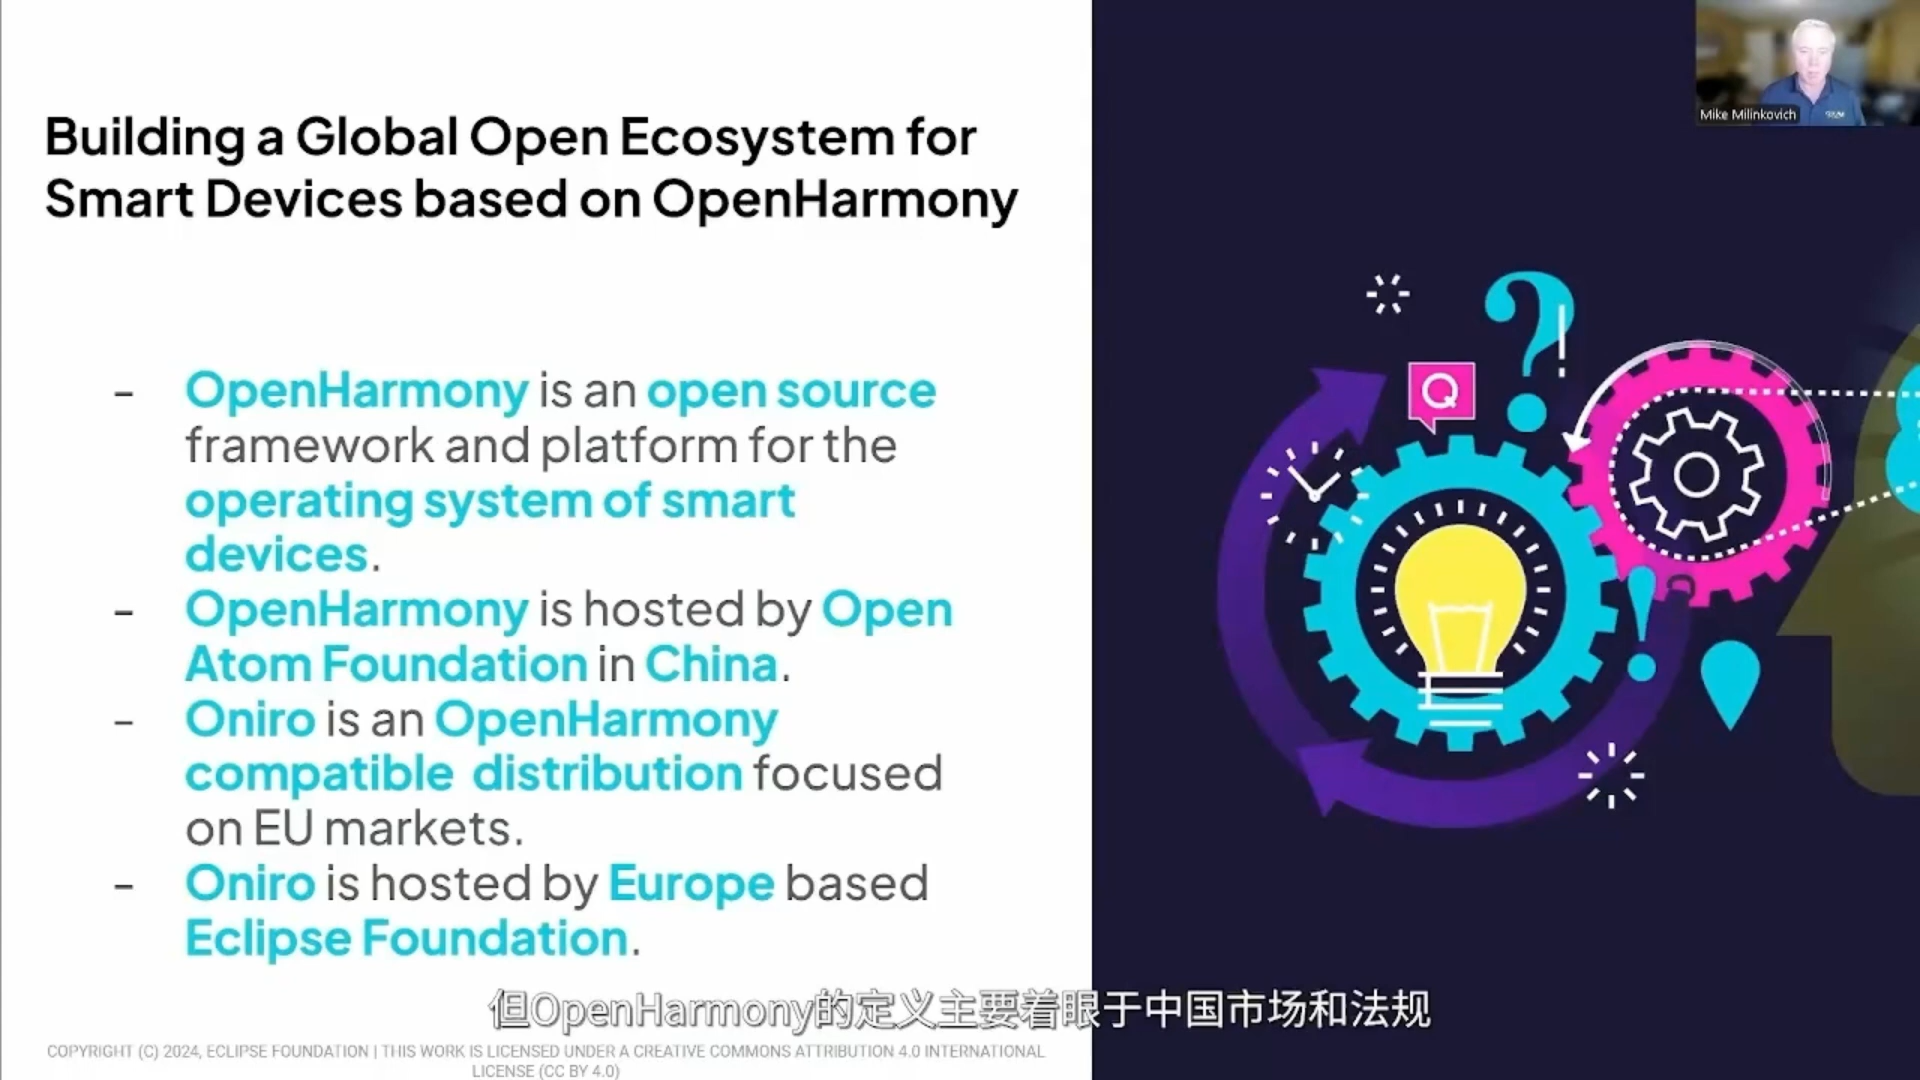 Mike Milinkovich
Building a Global Open Ecosystem for
Smart Devices based on OpenHarmony
- OpenHarmony is an open source
framework and platform for the
operating system of smart
devices.
- OpenHarmony is hosted by Open
Atom Foundation in China.
- Oniro is an OpenHarmony
compatible distribution focused
on EU markets.
- Oniro is hosted by Europe based
Eclipse Foundation.
Q
但OpenHarmony的定义主要着眼于中国市场和法规
COPYRIGHT (C) 2024, ECLIPSE FOUNDATION | THIS WORK IS LICENSED UNDER A CREATIVE COMMONS ATTRIBUTION 4.0 INTERNATIONAL
LICENSE (CC BY 4.0)